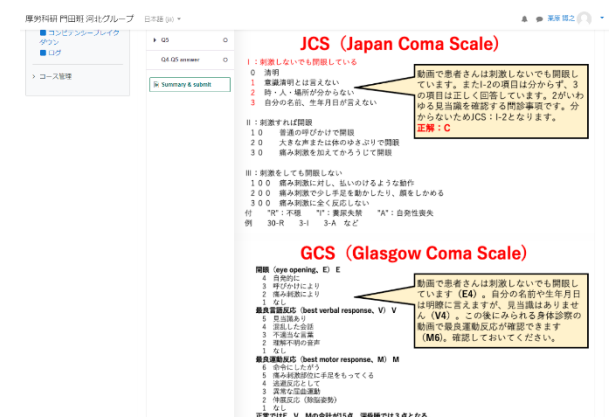 厚労科研 門田班 河北グループ
日本語 (ja)
コンピテンシーブレイクダウン
ログ
コース管理
Q5
Q4.Q5 answer
Summary & submit
JCS（Japan Coma Scale）
I：刺激しないでも開眼している
0 清明
1 意識清明とは言えない
2 時・人・場所が分からない
3 自分の名前、生年月日が言えない
動画で患者さんは刺激しないでも開眼し
ています。またI-2の項目は分からず、3
の項目は正しく回答しています。2がいわ
ゆる見当識を確認する問診事項です。分
からないためJCS：I-2となります。
正解：C
II：刺激すれば開眼
10 普通の呼びかけで開眼
20 大きな声または体のゆさぶりで開眼
30 痛み刺激を加えてかろうじて開眼
III：刺激をしても開眼しない
100 痛み刺激に対し、払いのけるような動作
200 痛み刺激で少し手足を動かしたり、顔をしかめる
300 痛み刺激に全く反応しない
付 "R"：不穏 "I"：糞尿失禁 "A"：自発性喪失
例 30-R 3-I 3-A など
GCS（Glasgow Coma Scale）
開眼（eye opening、E）E
4 自発的に
3 呼びかけにより
2 痛み刺激により
1 なし
最良言語反応（best verbal response、V）V
5 見当識あり
4 混乱した会話
3 不適当な言葉
2 理解不明の音声
1 なし
最良運動反応（best motor response、M）M
6 命令にしたがう
5 痛み刺激部位に手足をもってくる
4 逃避反応として
3 異常な屈曲運動
2 伸展反応（除脳姿勢）
1 なし
正常ではE、V、Mの合計が15点、深昏睡では3点となる
動画で患者さんは刺激しないでも開眼し
ています（E4）。自分の名前や生年月日
は明瞭に言えますが、見当識はありませ
ん（V4）。この後にみられる身体診察の
動画で最良運動反応が確認できます
（M6）。確認しておいてください。